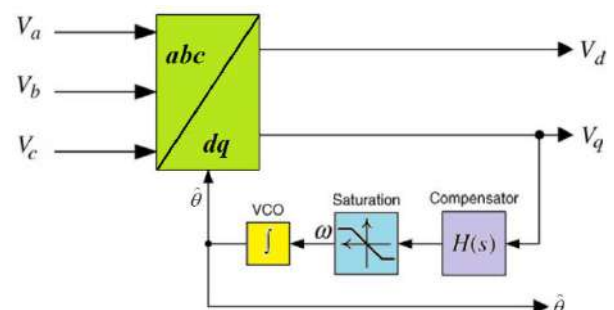 V_a
V_b
V_c
abc
dq
V_d
V_q
θ̂
VCO
∫
ω
Saturation
Compensator
H(s)
θ̂